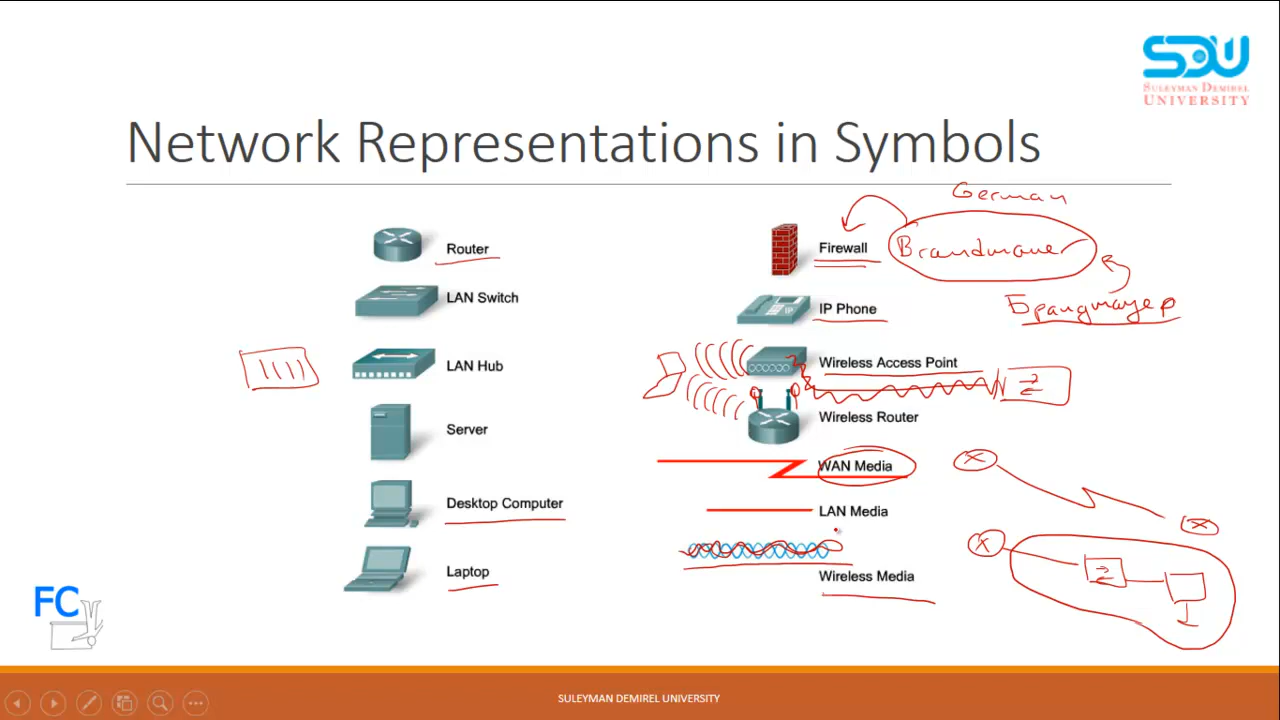 SDU
SULEYMAN DEMIREL
UNIVERSITY
Network Representations in Symbols
German
Router
Firewall
Brandmauer
LAN Switch
IP Phone
Брандмауер
LAN Hub
Wireless Access Point
Wireless Router
Server
WAN Media
Desktop Computer
LAN Media
Laptop
Wireless Media
FC
IP
SULEYMAN DEMIREL UNIVERSITY